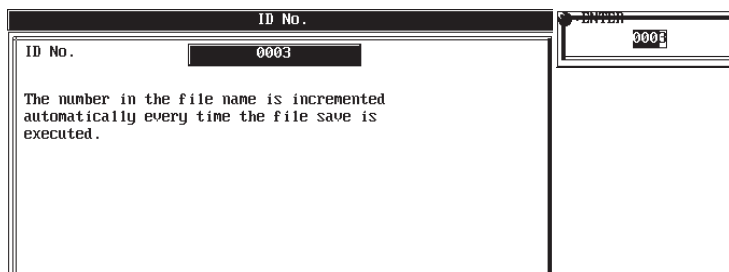 ID No.
ENTER
0003
ID No.
0003
The number in the file name is incremented
automatically every time the file save is
executed.